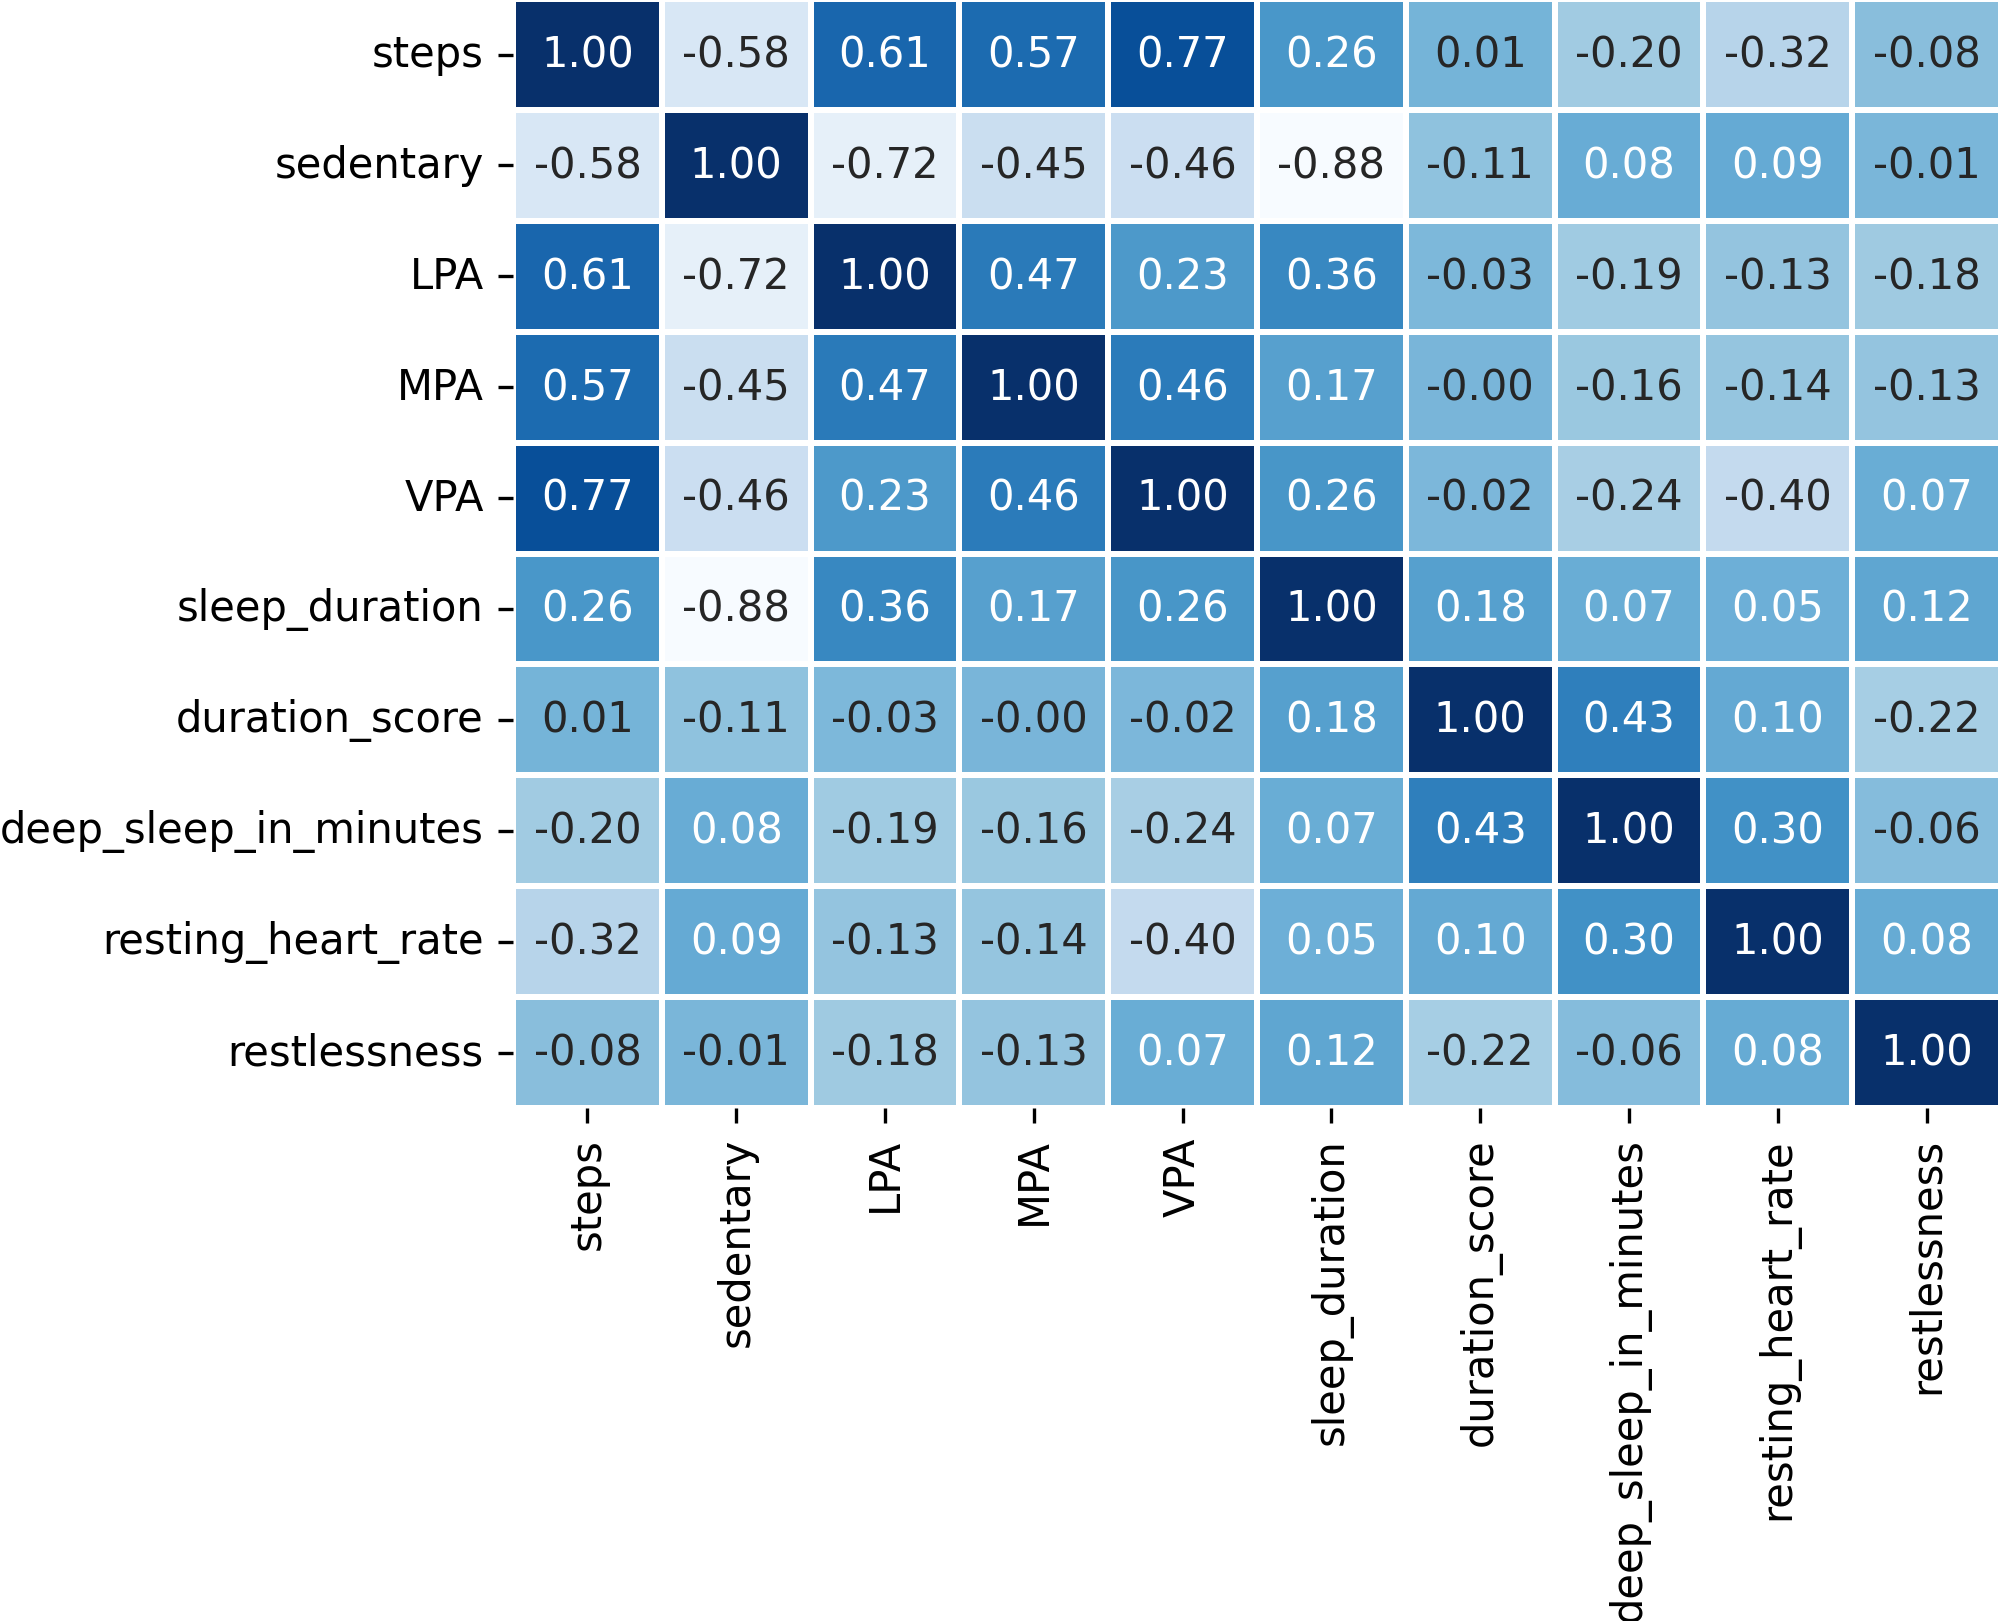 steps 1.00 -0.58 0.61 0.57 0.77 0.26 0.01 -0.20 -0.32 -0.08
sedentary -0.58 1.00 -0.72 -0.45 -0.46 -0.88 -0.11 0.08 0.09 -0.01
LPA 0.61 -0.72 1.00 0.47 0.23 0.36 -0.03 -0.19 -0.13 -0.18
MPA 0.57 -0.45 0.47 1.00 0.46 0.17 -0.00 -0.16 -0.14 -0.13
VPA 0.77 -0.46 0.23 0.46 1.00 0.26 -0.02 -0.24 -0.40 0.07
sleep_duration 0.26 -0.88 0.36 0.17 0.26 1.00 0.18 0.07 0.05 0.12
duration_score 0.01 -0.11 -0.03 -0.00 -0.02 0.18 1.00 0.43 0.10 -0.22
deep_sleep_in_minutes -0.20 0.08 -0.19 -0.16 -0.24 0.07 0.43 1.00 0.30 -0.06
resting_heart_rate -0.32 0.09 -0.13 -0.14 -0.40 0.05 0.10 0.30 1.00 0.08
restlessness -0.08 -0.01 -0.18 -0.13 0.07 0.12 -0.22 -0.06 0.08 1.00
steps
sedentary
LPA
MPA
VPA
sleep_duration
duration_score
deep_sleep_in_minutes
resting_heart_rate
restlessness